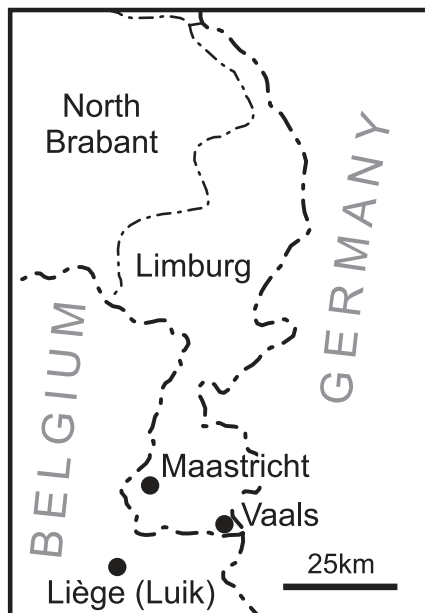 North
Brabant
Limburg
GERMANY
BELGIUM
Maastricht
Vaals
25km
Liège (Luik)